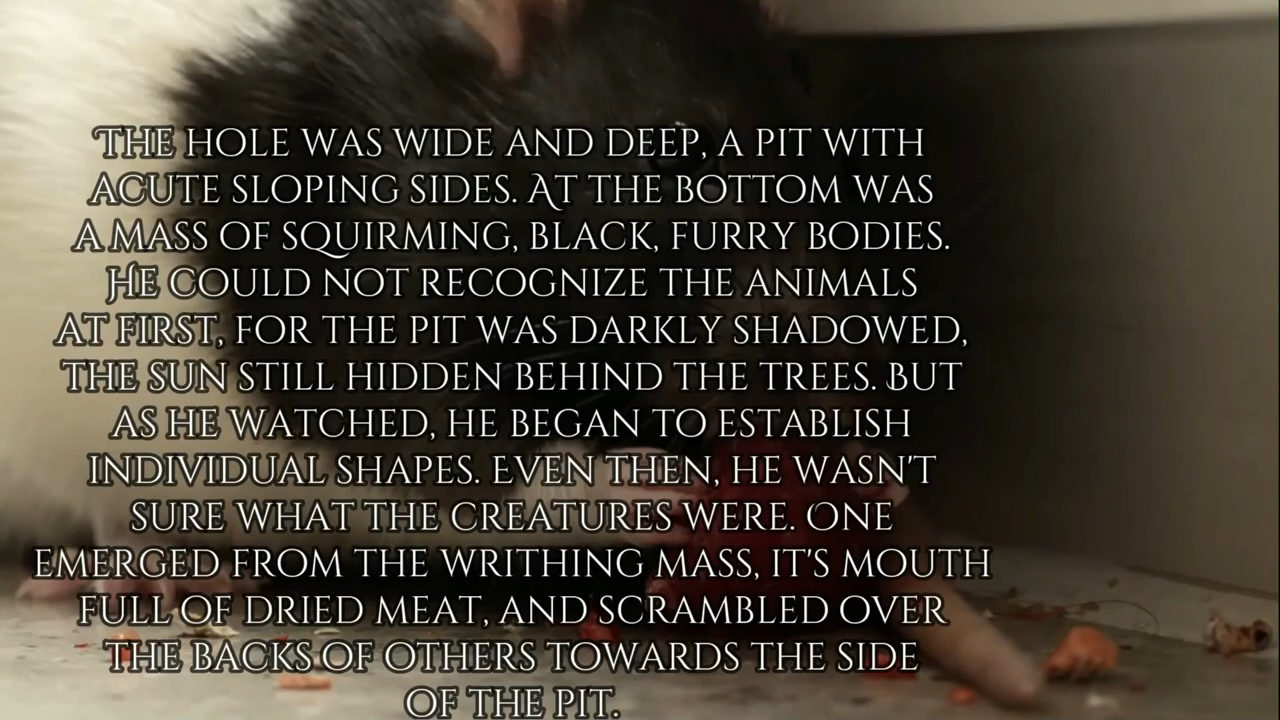 THE HOLE WAS WIDE AND DEEP, A PIT WITH
ACUTE SLOPING SIDES. AT THE BOTTOM WAS
A MASS OF SQUIRMING, BLACK, FURRY BODIES.
HE COULD NOT RECOGNIZE THE ANIMALS
AT FIRST, FOR THE PIT WAS DARKLY SHADOWED,
THE SUN STILL HIDDEN BEHIND THE TREES. BUT
AS HE WATCHED, HE BEGAN TO ESTABLISH
INDIVIDUAL SHAPES. EVEN THEN, HE WASN'T
SURE WHAT THE CREATURES WERE. ONE
EMERGED FROM THE WRITHING MASS, IT'S MOUTH
FULL OF DRIED MEAT, AND SCRAMBLED OVER
THE BACKS OF OTHERS TOWARDS THE SIDE
OF THE PIT.